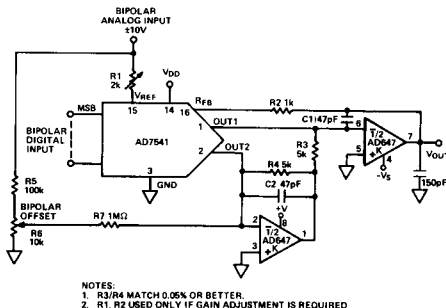 BIPOLAR
ANALOG INPUT
±10V
R1
2k
VREF
15
VDD
14
16
RFB
R2 1k
C1 47pF
MSB
BIPOLAR
DIGITAL
INPUT
AD7541
1
OUT1
2
OUT2
3
GND
R3
5k
R4 5k
C2 47pF
6
5
1/2
AD647
K
+
4
-VS
7
VOUT
150pF
R5
100k
BIPOLAR
OFFSET
R6
10k
R7 1MΩ
+V
8
2
3
1/2
AD647
K
+
1
NOTES:
1. R3/R4 MATCH 0.05% OR BETTER.
2. R1, R2 USED ONLY IF GAIN ADJUSTMENT IS REQUIRED